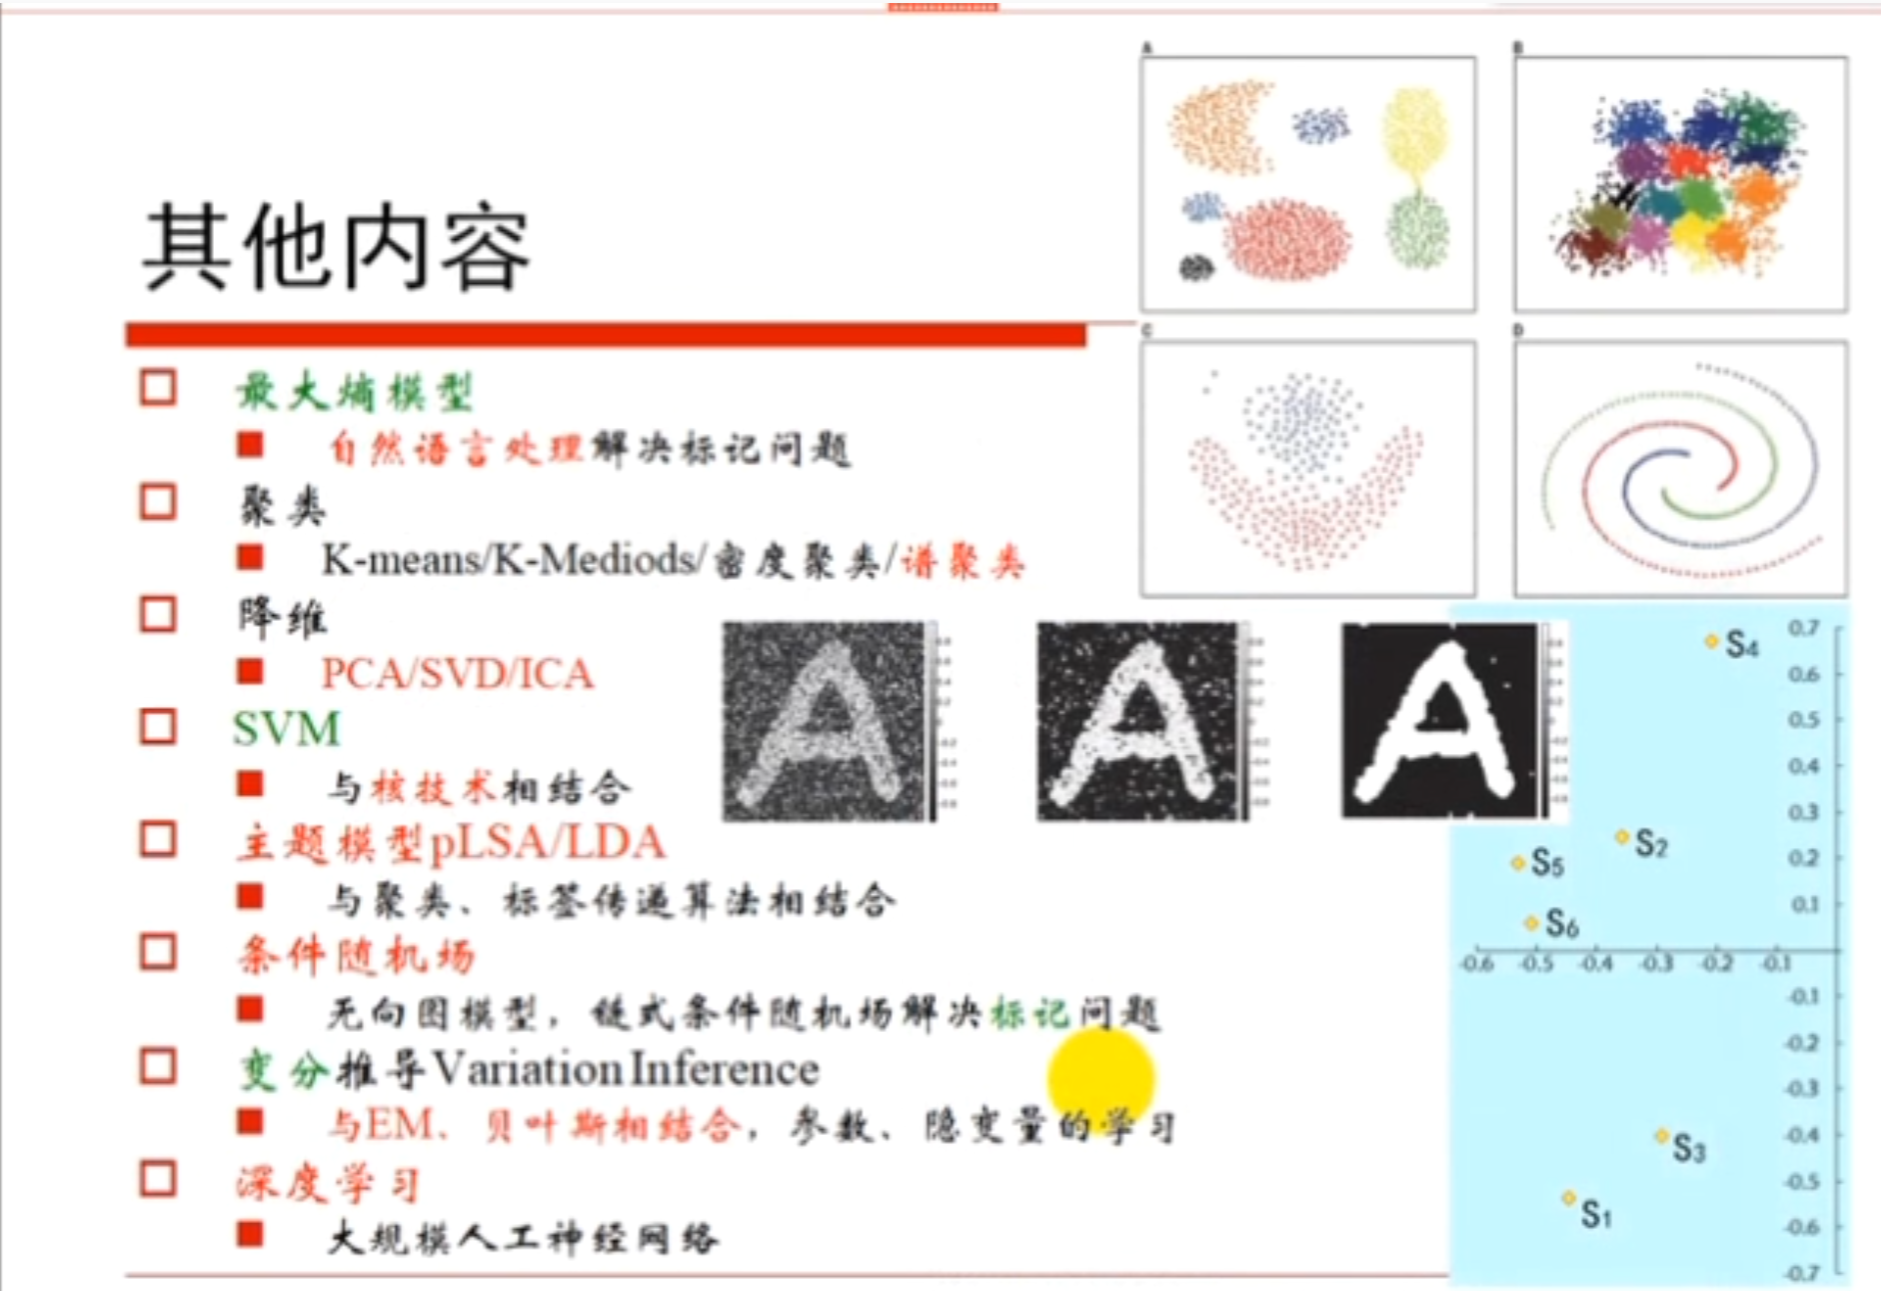 其他内容
最大熵模型
自然语言处理解决标记问题
聚类
K-means/K-Mediods/密度聚类/谱聚类
降维
PCA/SVD/ICA
SVM
与核技术相结合
主题模型pLSA/LDA
与聚类、标签传递算法相结合
条件随机场
无向图模型，链式条件随机场解决标记问题
变分推导Variation Inference
与EM、贝叶斯相结合，参数、隐变量的学习
深度学习
大规模人工神经网络
A
B
C
D
0.7
S4
0.6
0.5
0.4
0.3
S2
S5
0.2
0.1
S6
-0.6 -0.5 -0.4 -0.3 -0.2 -0.1
-0.1
-0.2
-0.3
-0.4
S3
-0.5
S1
-0.6
-0.7